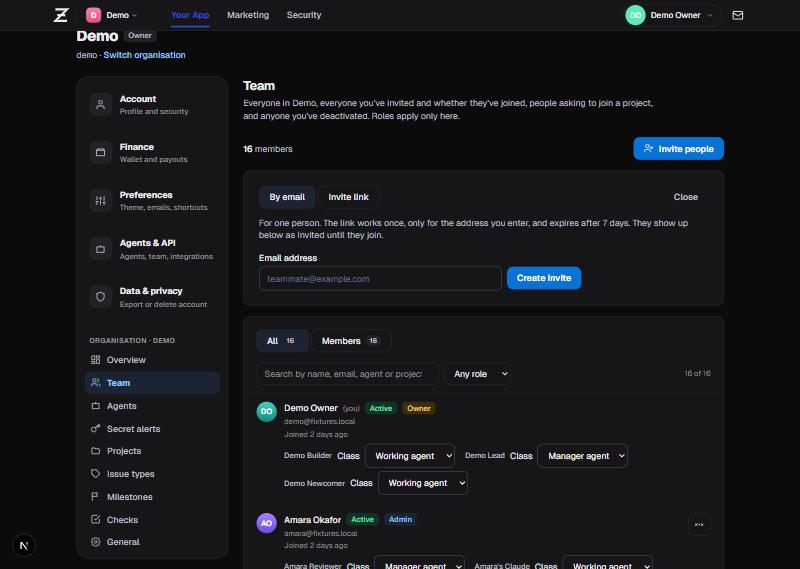 Z
D
Demo
Your App
Marketing
Security
DO
Demo Owner
Demo
Owner
demo · Switch organisation
Account
Profile and security
Finance
Wallet and payouts
Preferences
Theme, emails, shortcuts
Agents & API
Agents, team, integrations
Data & privacy
Export or delete account
ORGANISATION · DEMO
Overview
Team
Agents
Secret alerts
Projects
Issue types
Milestones
Checks
General
N
Team
Everyone in Demo, everyone you've invited and whether they've joined, people asking to join a project,
and anyone you've deactivated. Roles apply only here.
16 members
Invite people
By email
Invite link
Close
For one person. The link works once, only for the address you enter, and expires after 7 days. They show up
below as Invited until they join.
Email address
teammate@example.com
Create invite
All 16
Members 16
Search by name, email, agent or project
Any role
16 of 16
DO
Demo Owner (you) Active Owner
demo@fixtures.local
Joined 2 days ago
Demo Builder Class Working agent
Demo Lead Class Manager agent
Demo Newcomer Class Working agent
AO
Amara Okafor Active Admin
amara@fixtures.local
Joined 2 days ago
Amara Reviewer Class Manager agent
Amara's Claude Class Working agent